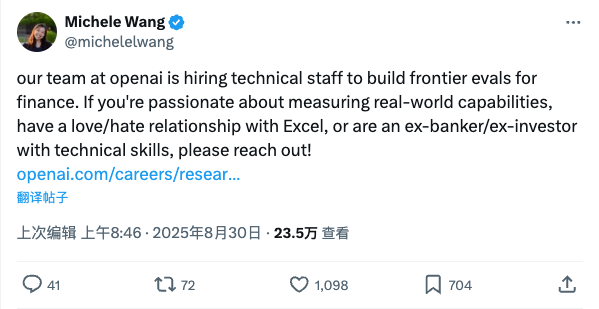 Michele Wang
@michelelwang
our team at openai is hiring technical staff to build frontier evals for
finance. If you're passionate about measuring real-world capabilities,
have a love/hate relationship with Excel, or are an ex-banker/ex-investor
with technical skills, please reach out!
openai.com/careers/resear...
翻译帖子
上次编辑 上午8:46 · 2025年8月30日 · 23.5万 查看
41 72 1,098 704